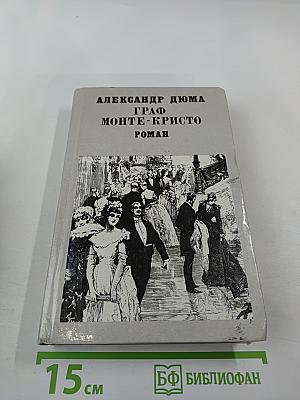 АЛЕКСАНДР ДЮМА
ГРАФ
МОНТЕ-КРИСТО
РОМАН
15 см
БФ БИБЛИОФАН